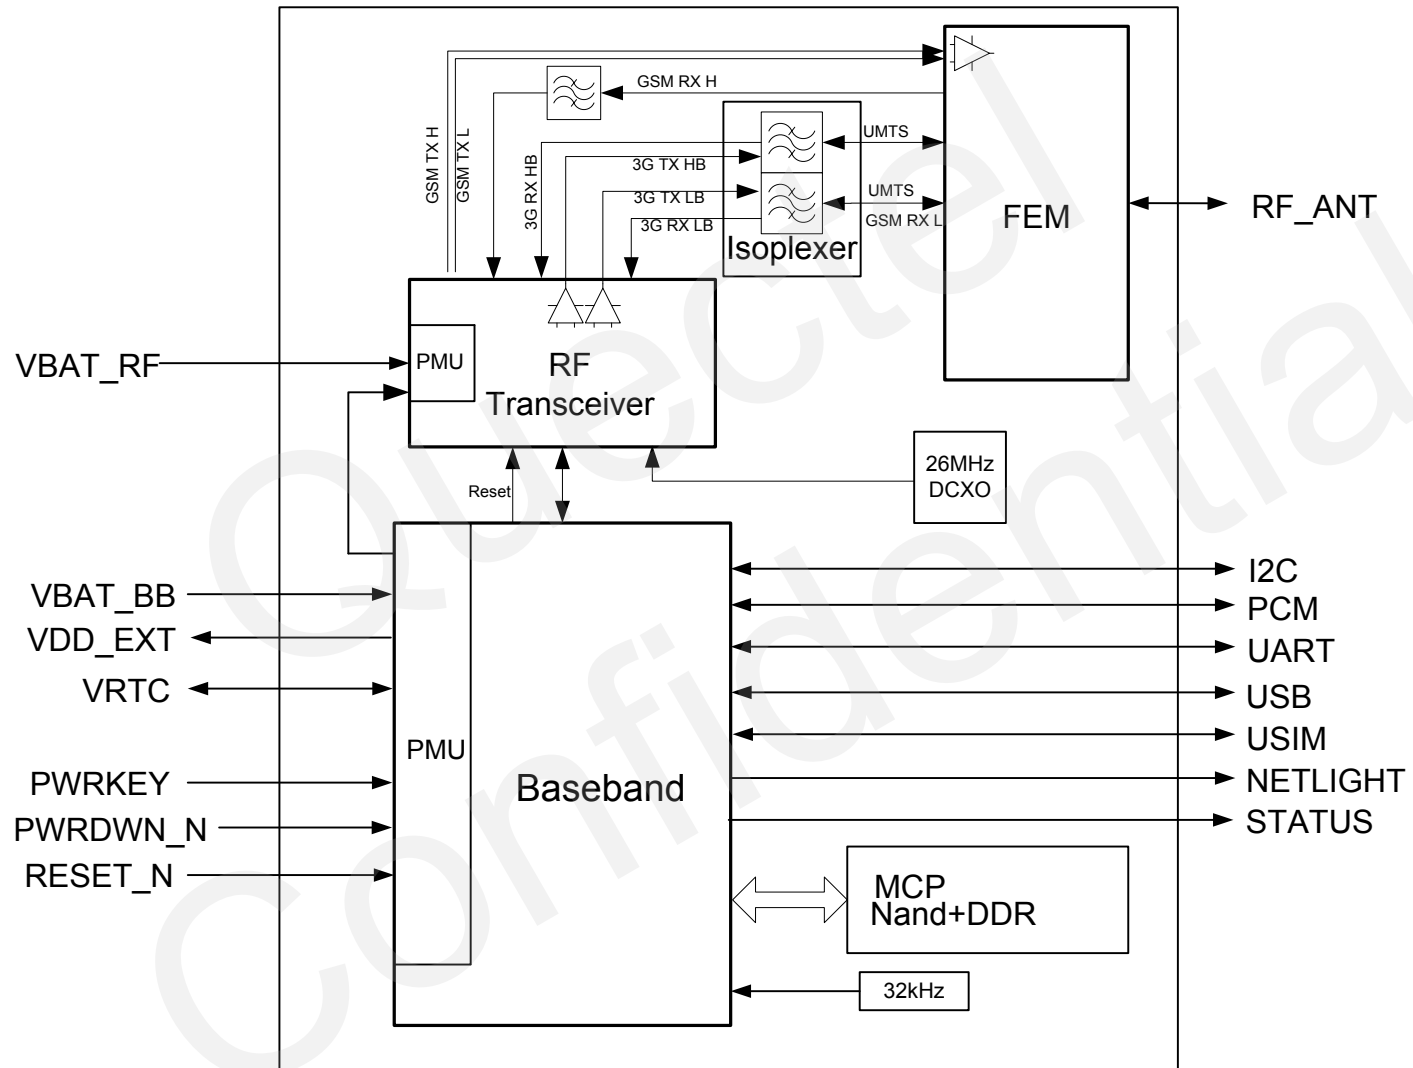 GSM RX H
GSM TX H
GSM TX L
3G RX HB
3G TX HB
3G TX LB
3G RX LB
UMTS
UMTS
GSM RX L
Isoplexer
FEM
RF_ANT
VBAT_RF
PMU
RF
Transceiver
26MHz
DCXO
Reset
VBAT_BB
VDD_EXT
VRTC
PWRKEY
PWRDWN_N
RESET_N
PMU
Baseband
I2C
PCM
UART
USB
USIM
NETLIGHT
STATUS
MCP
Nand+DDR
32kHz
Quectel
Confidential